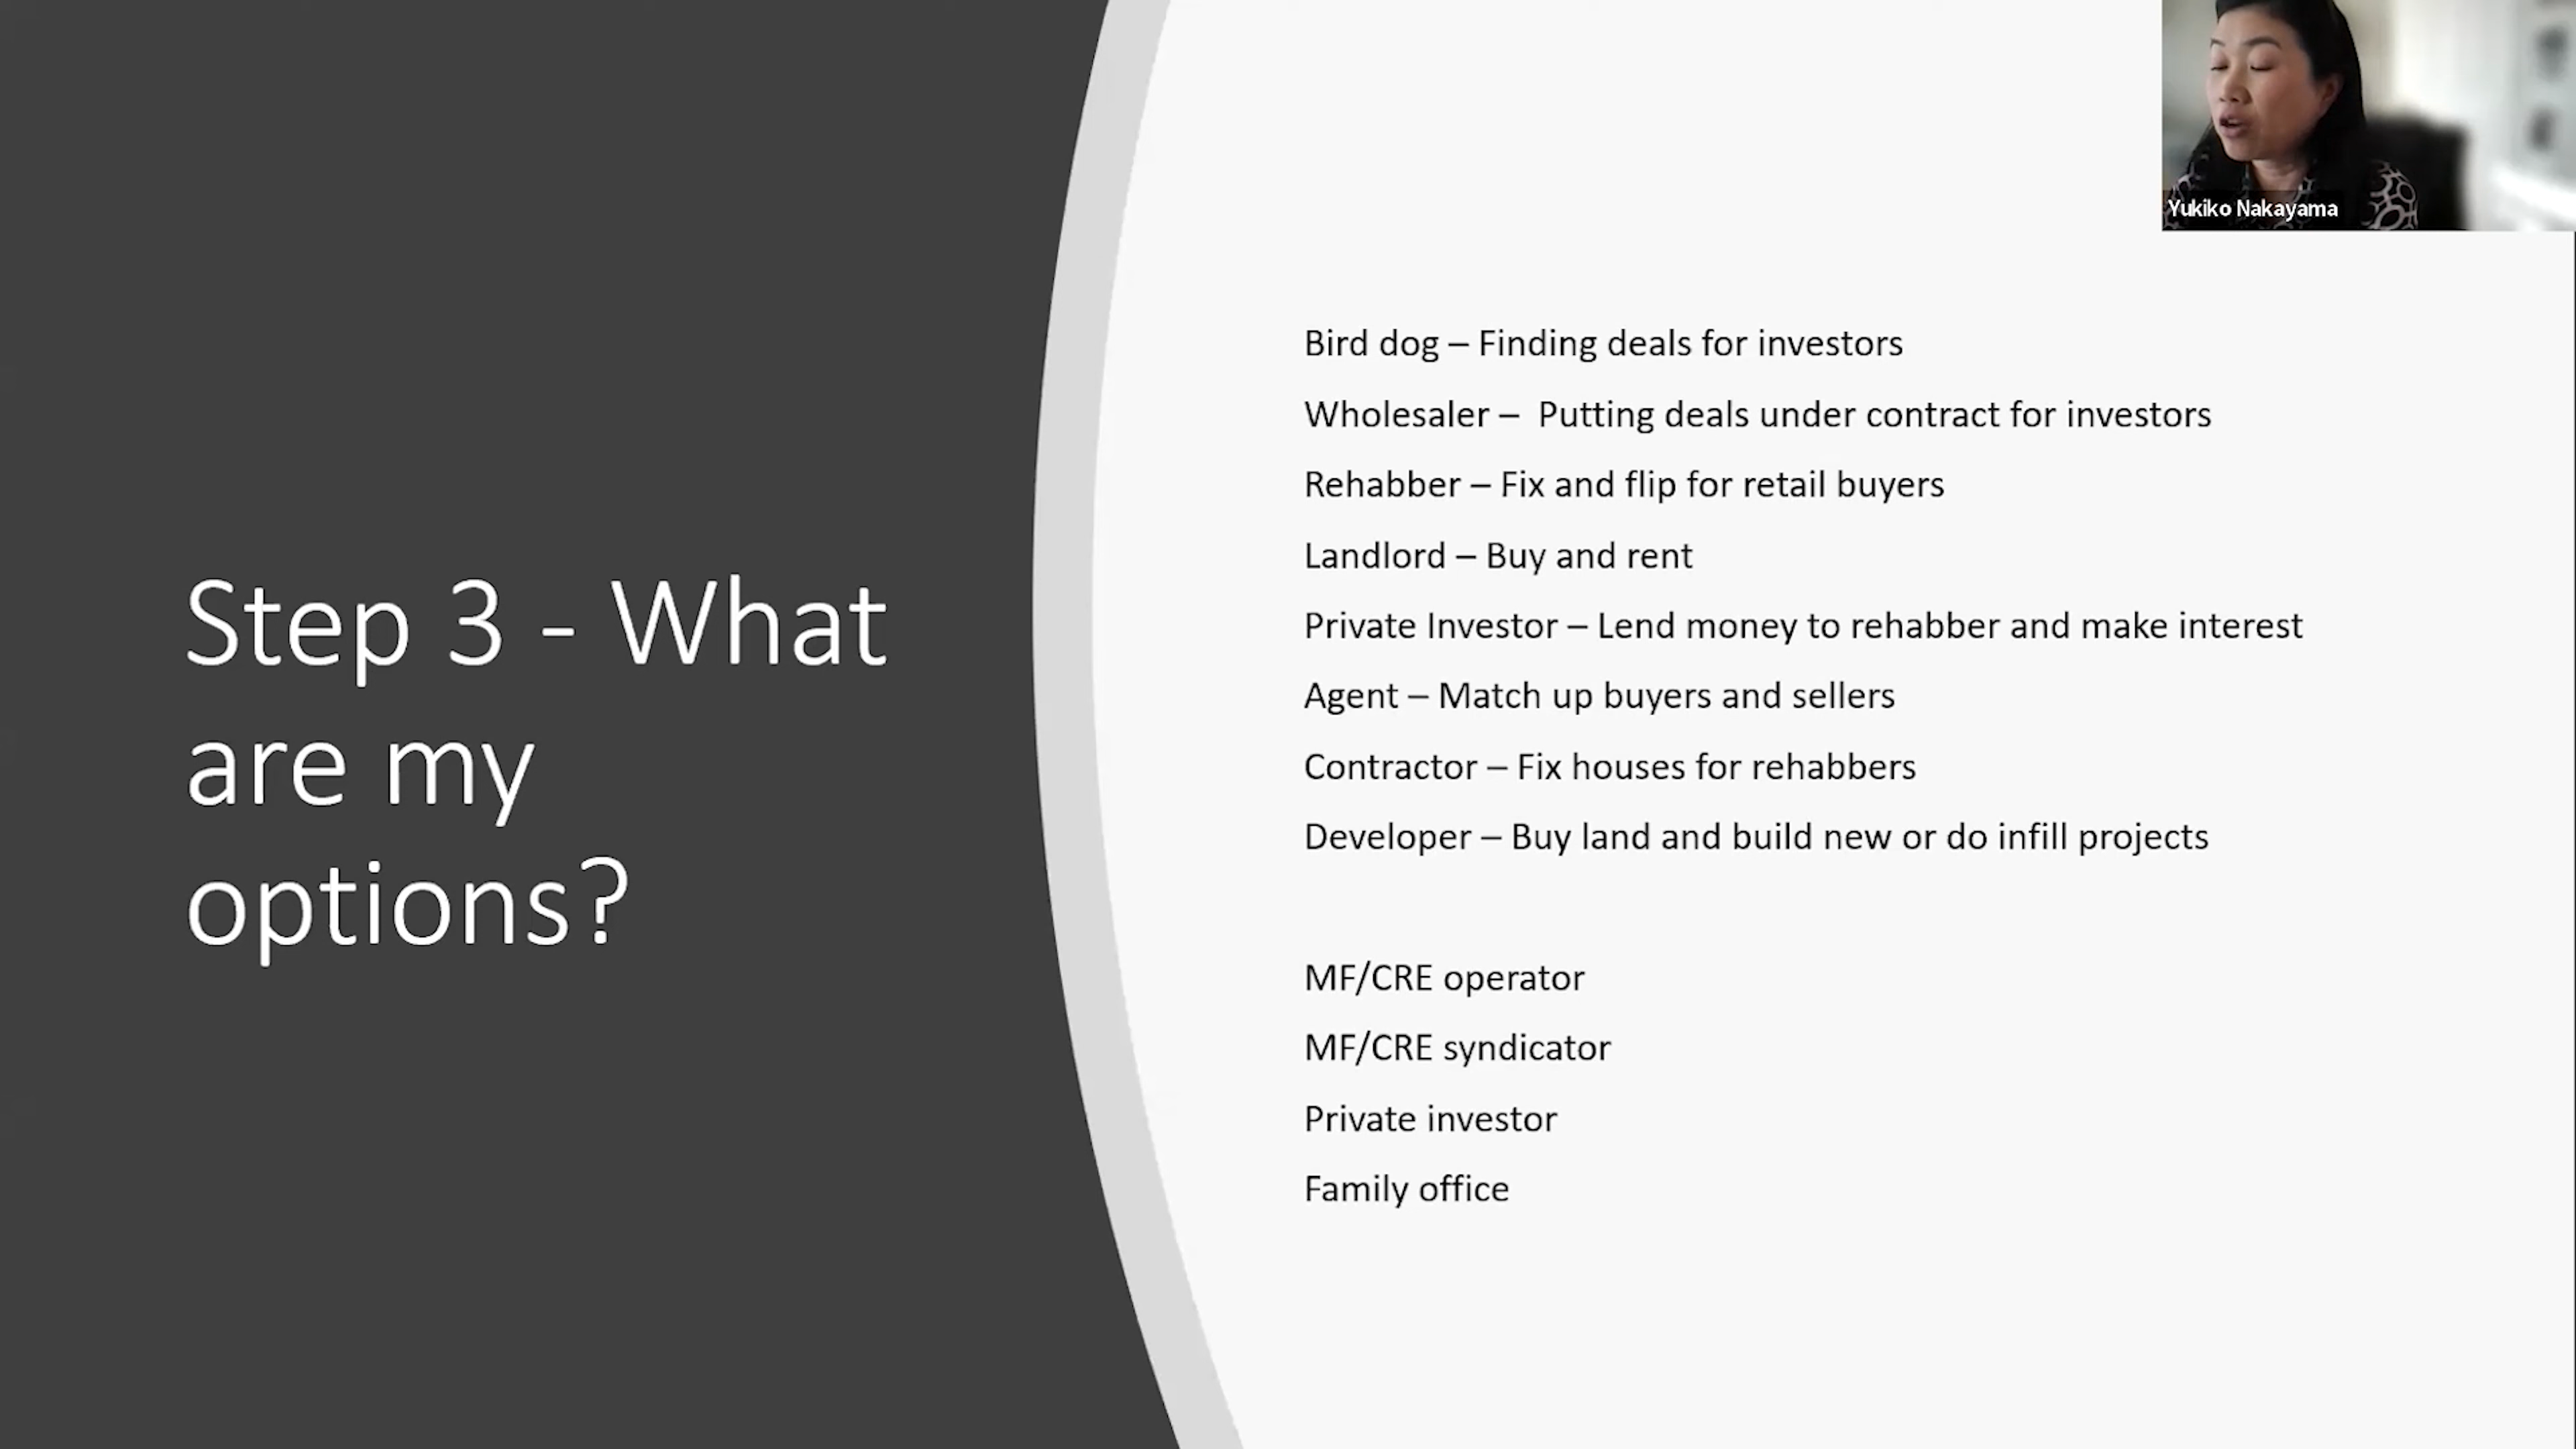 Yukiko Nakayama
Step 3 - What
are my
options?
Bird dog – Finding deals for investors
Wholesaler –  Putting deals under contract for investors
Rehabber – Fix and flip for retail buyers
Landlord – Buy and rent
Private Investor – Lend money to rehabber and make interest
Agent – Match up buyers and sellers
Contractor – Fix houses for rehabbers
Developer – Buy land and build new or do infill projects
MF/CRE operator
MF/CRE syndicator
Private investor
Family office